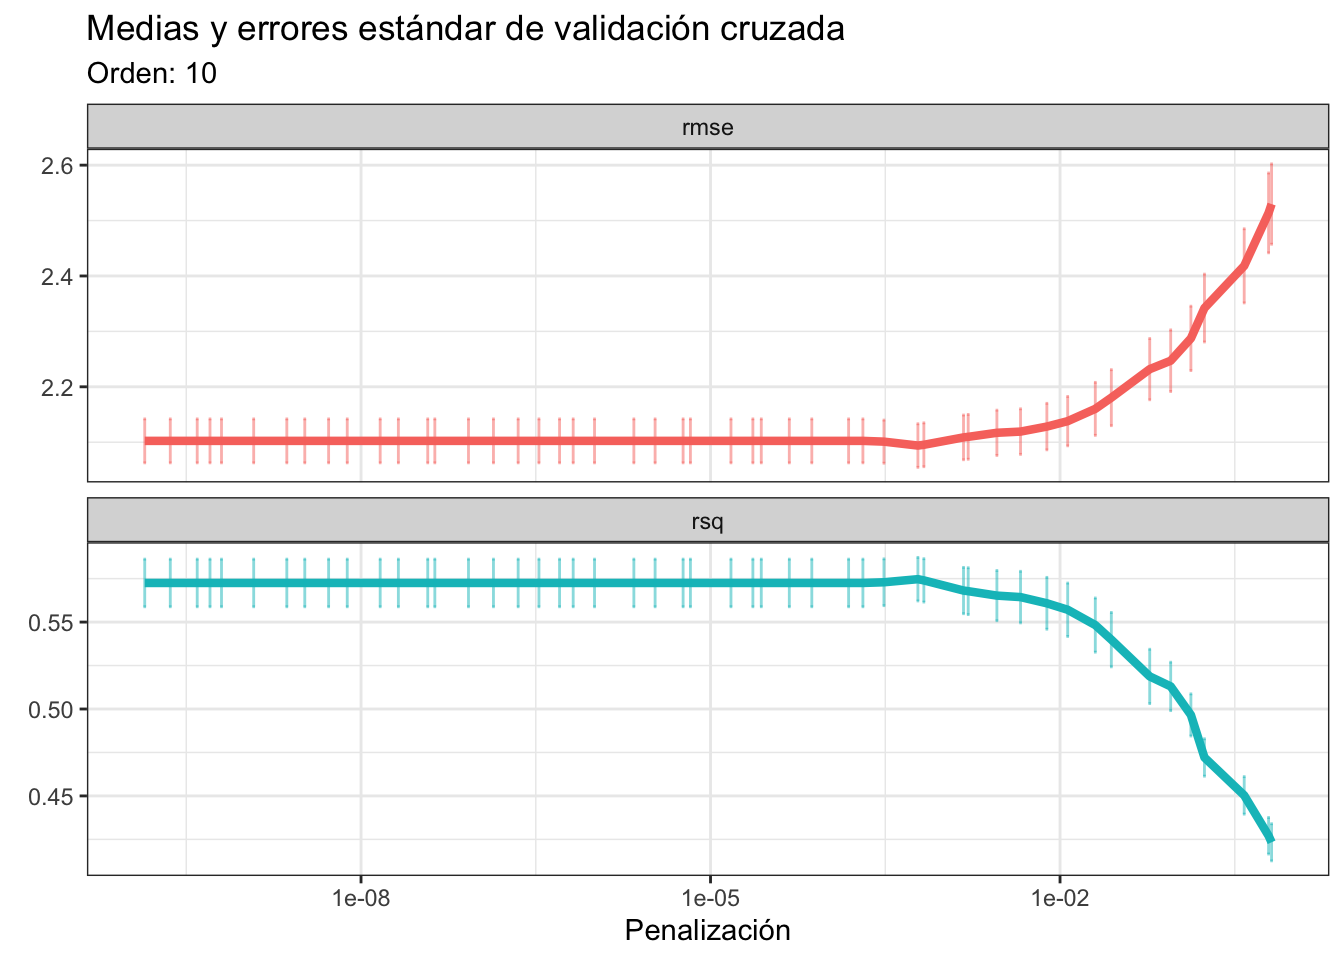 Medias y errores estándar de validación cruzada
Orden: 10
rmse
2.6
2.4
2.2
rsq
0.55
0.50
0.45
1e-08 1e-05 1e-02
Penalización